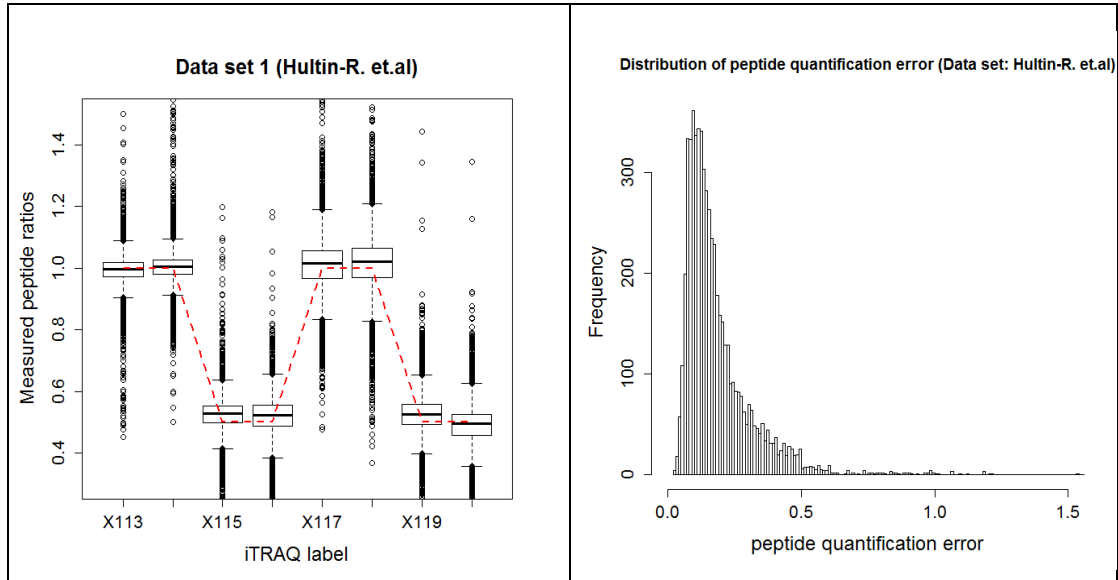 Data set 1 (Hultin-R. et.al)
Measured peptide ratios
1.4
1.2
1.0
0.8
0.6
0.4
X113 X115 X117 X119
iTRAQ label
Distribution of peptide quantification error (Data set: Hultin-R. et.al)
Frequency
300
200
100
0
0.0 0.5 1.0 1.5
peptide quantification error